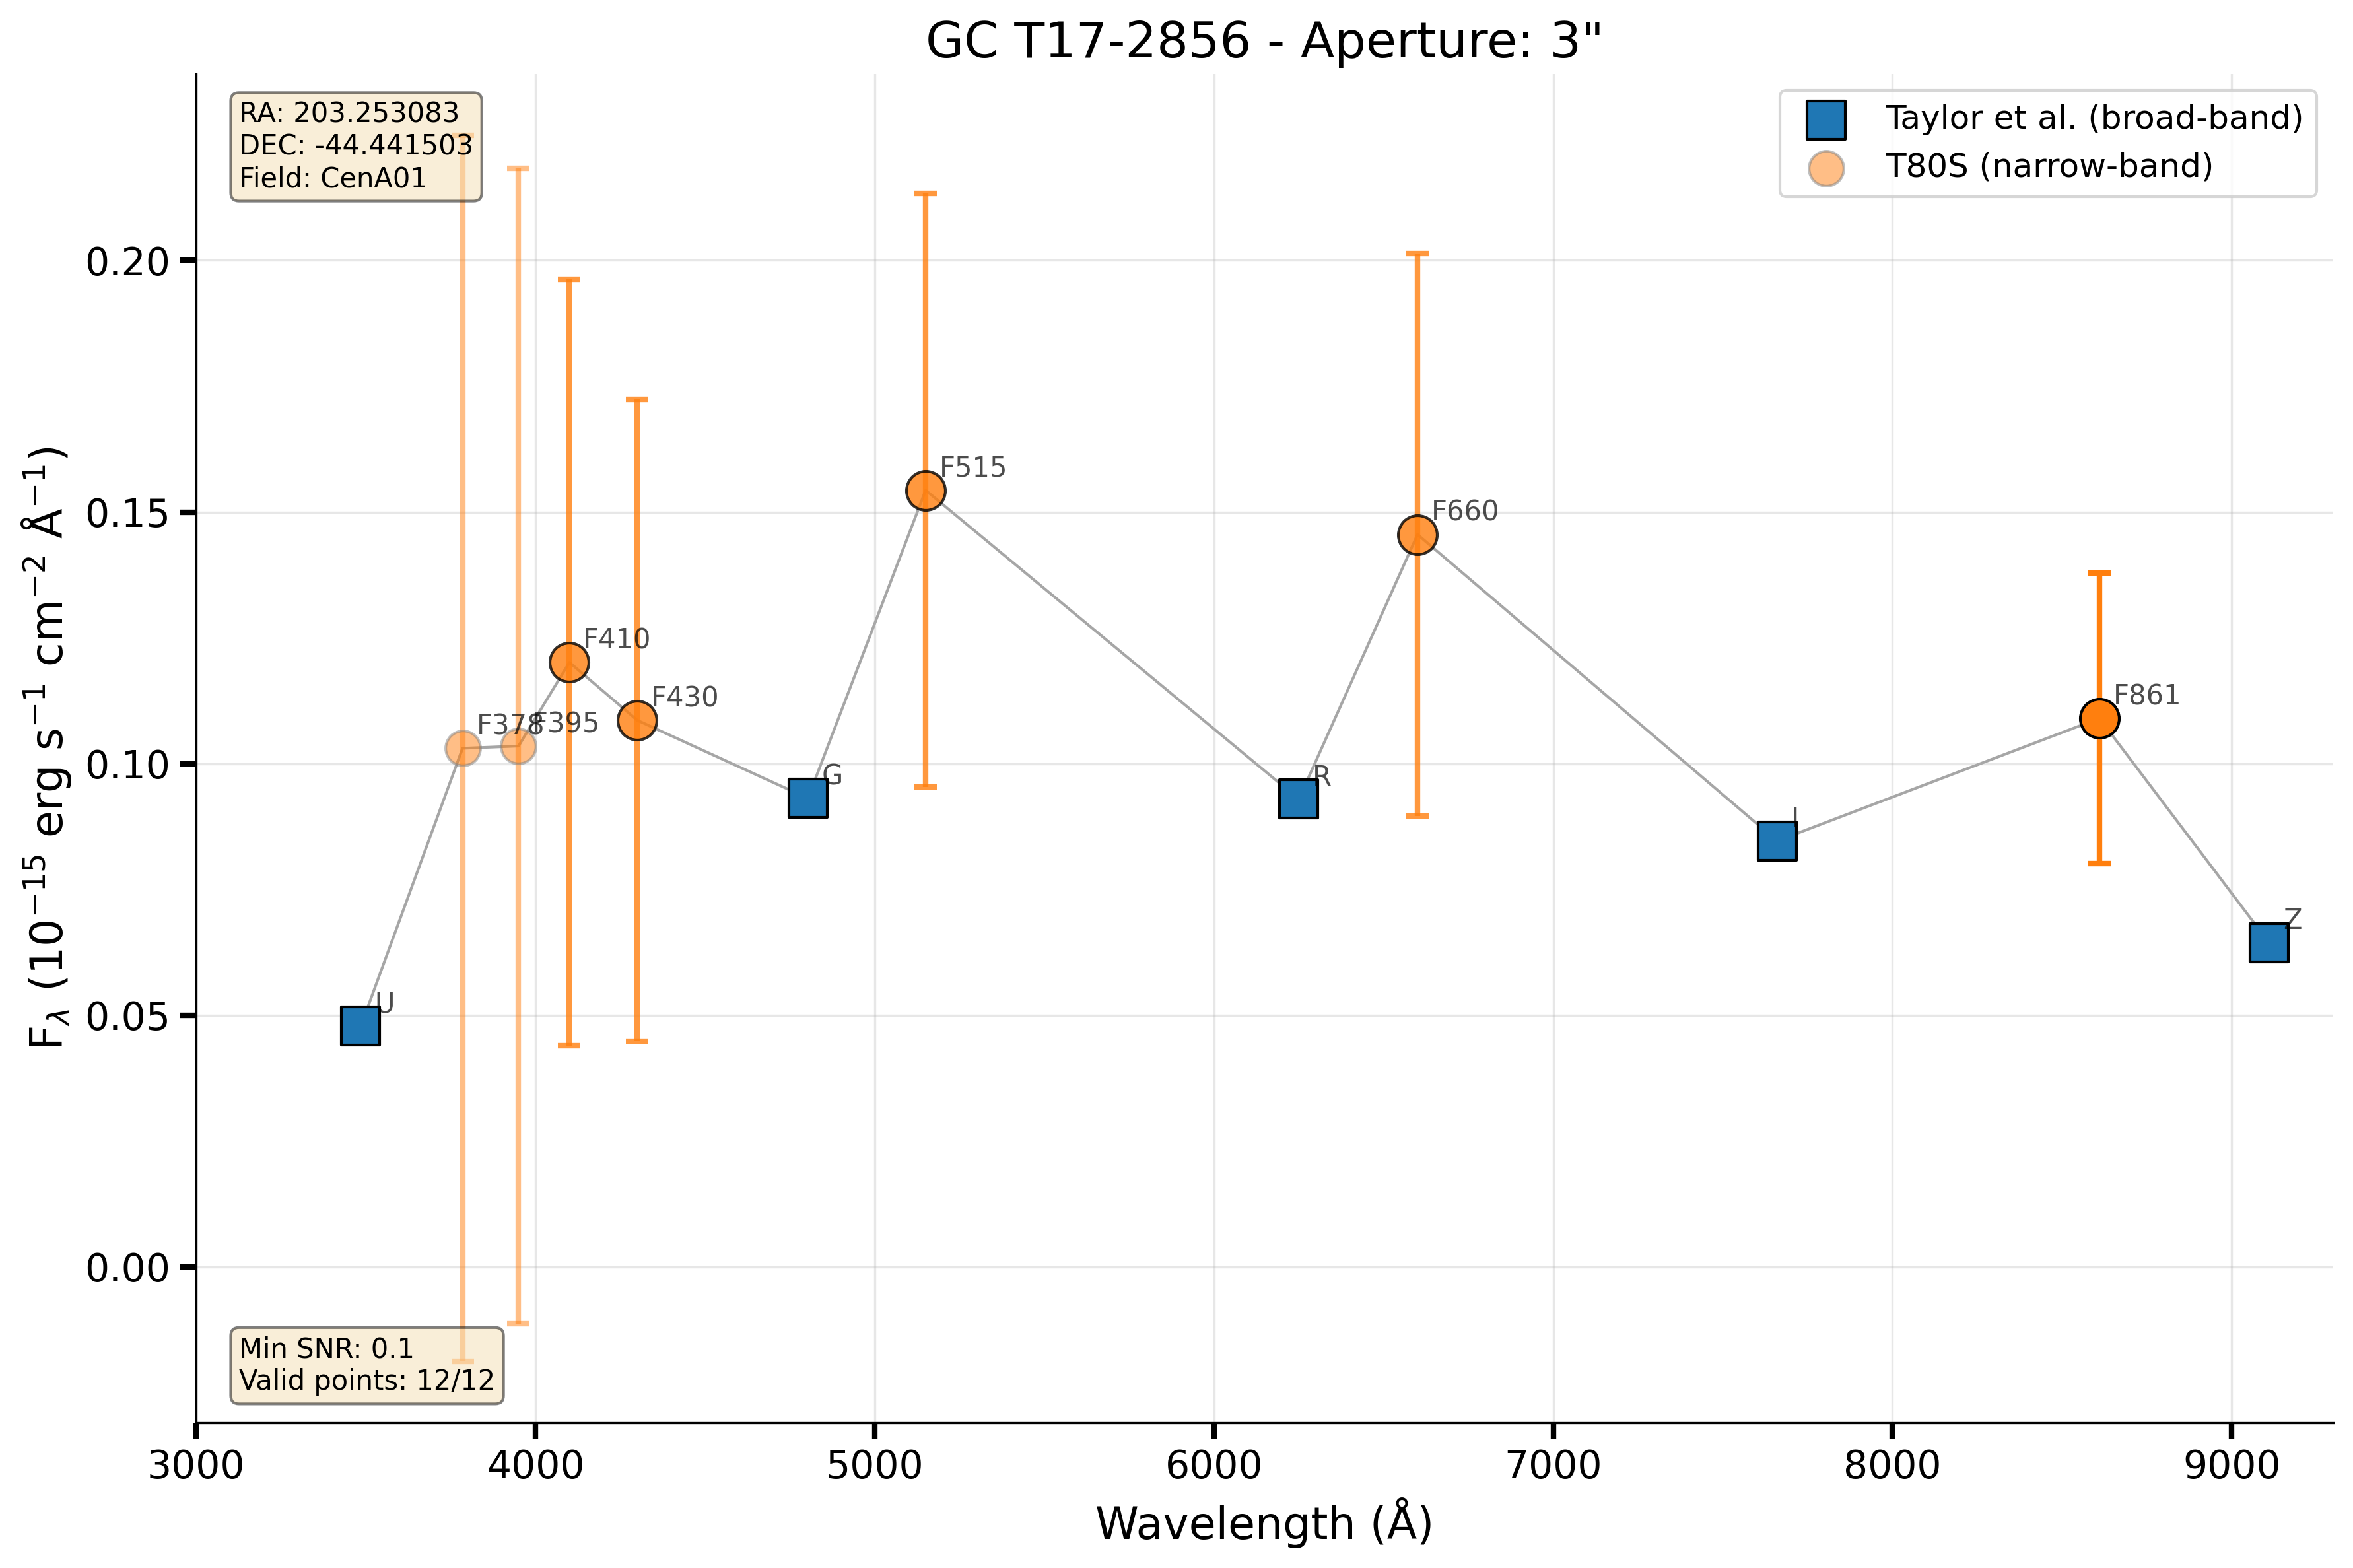 GC T17-2856 - Aperture: 3"
RA: 203.253083
DEC: -44.441503
Field: CenA01
Taylor et al. (broad-band)
T80S (narrow-band)
0.20
0.15
0.10
0.05
0.00
F515
F660
F410
F430
F861
F378
F395
G
R
I
Z
U
Min SNR: 0.1
Valid points: 12/12
3000 4000 5000 6000 7000 8000 9000
Wavelength (Å)
Fλ (10⁻¹⁵ erg s⁻¹ cm⁻² Å⁻¹)